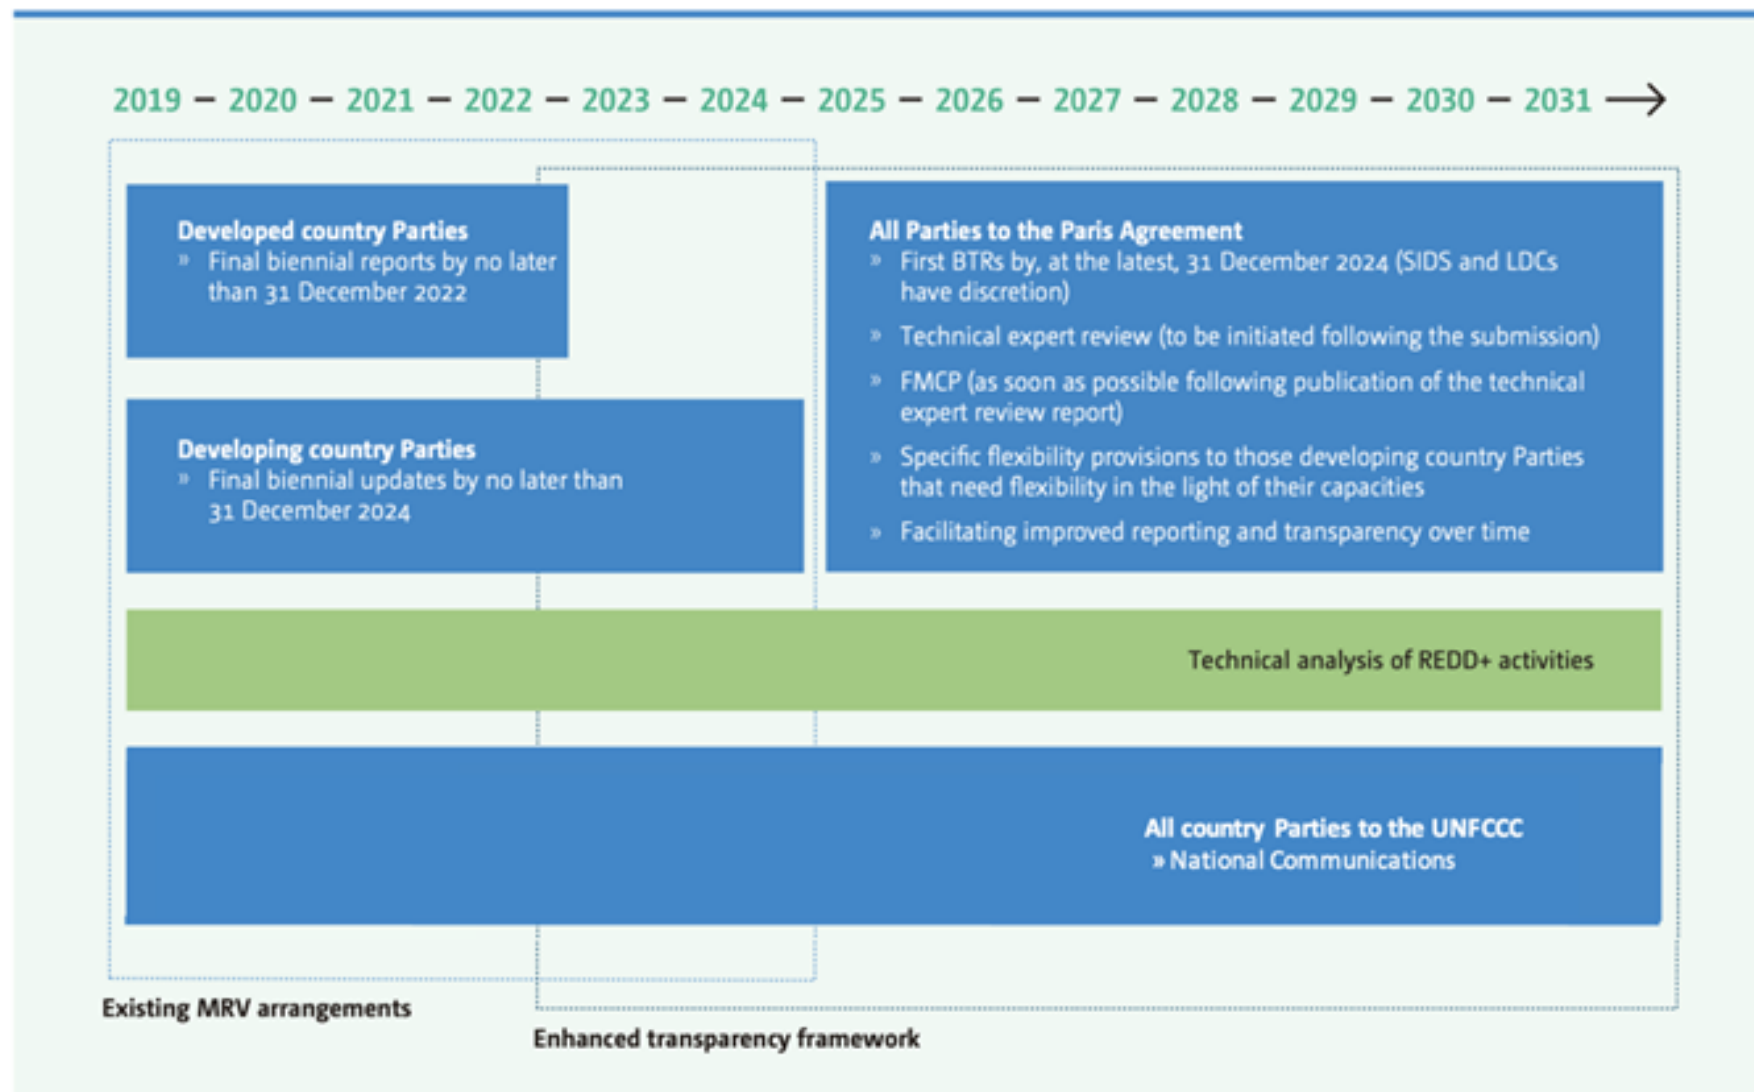 2019 — 2020 — 2021 — 2022 — 2023 — 2024 — 2025 — 2026 — 2027 — 2028 — 2029 — 2030 — 2031 →
Developed country Parties
» Final biennial reports by no later
than 31 December 2022
Developing country Parties
» Final biennial updates by no later than
31 December 2024
All Parties to the Paris Agreement
» First BTRs by, at the latest, 31 December 2024 (SIDS and LDCs
have discretion)
» Technical expert review (to be initiated following the submission)
» FMCP (as soon as possible following publication of the technical
expert review report)
» Specific flexibility provisions to those developing country Parties
that need flexibility in the light of their capacities
» Facilitating improved reporting and transparency over time
Technical analysis of REDD+ activities
All country Parties to the UNFCCC
» National Communications
Existing MRV arrangements
Enhanced transparency framework